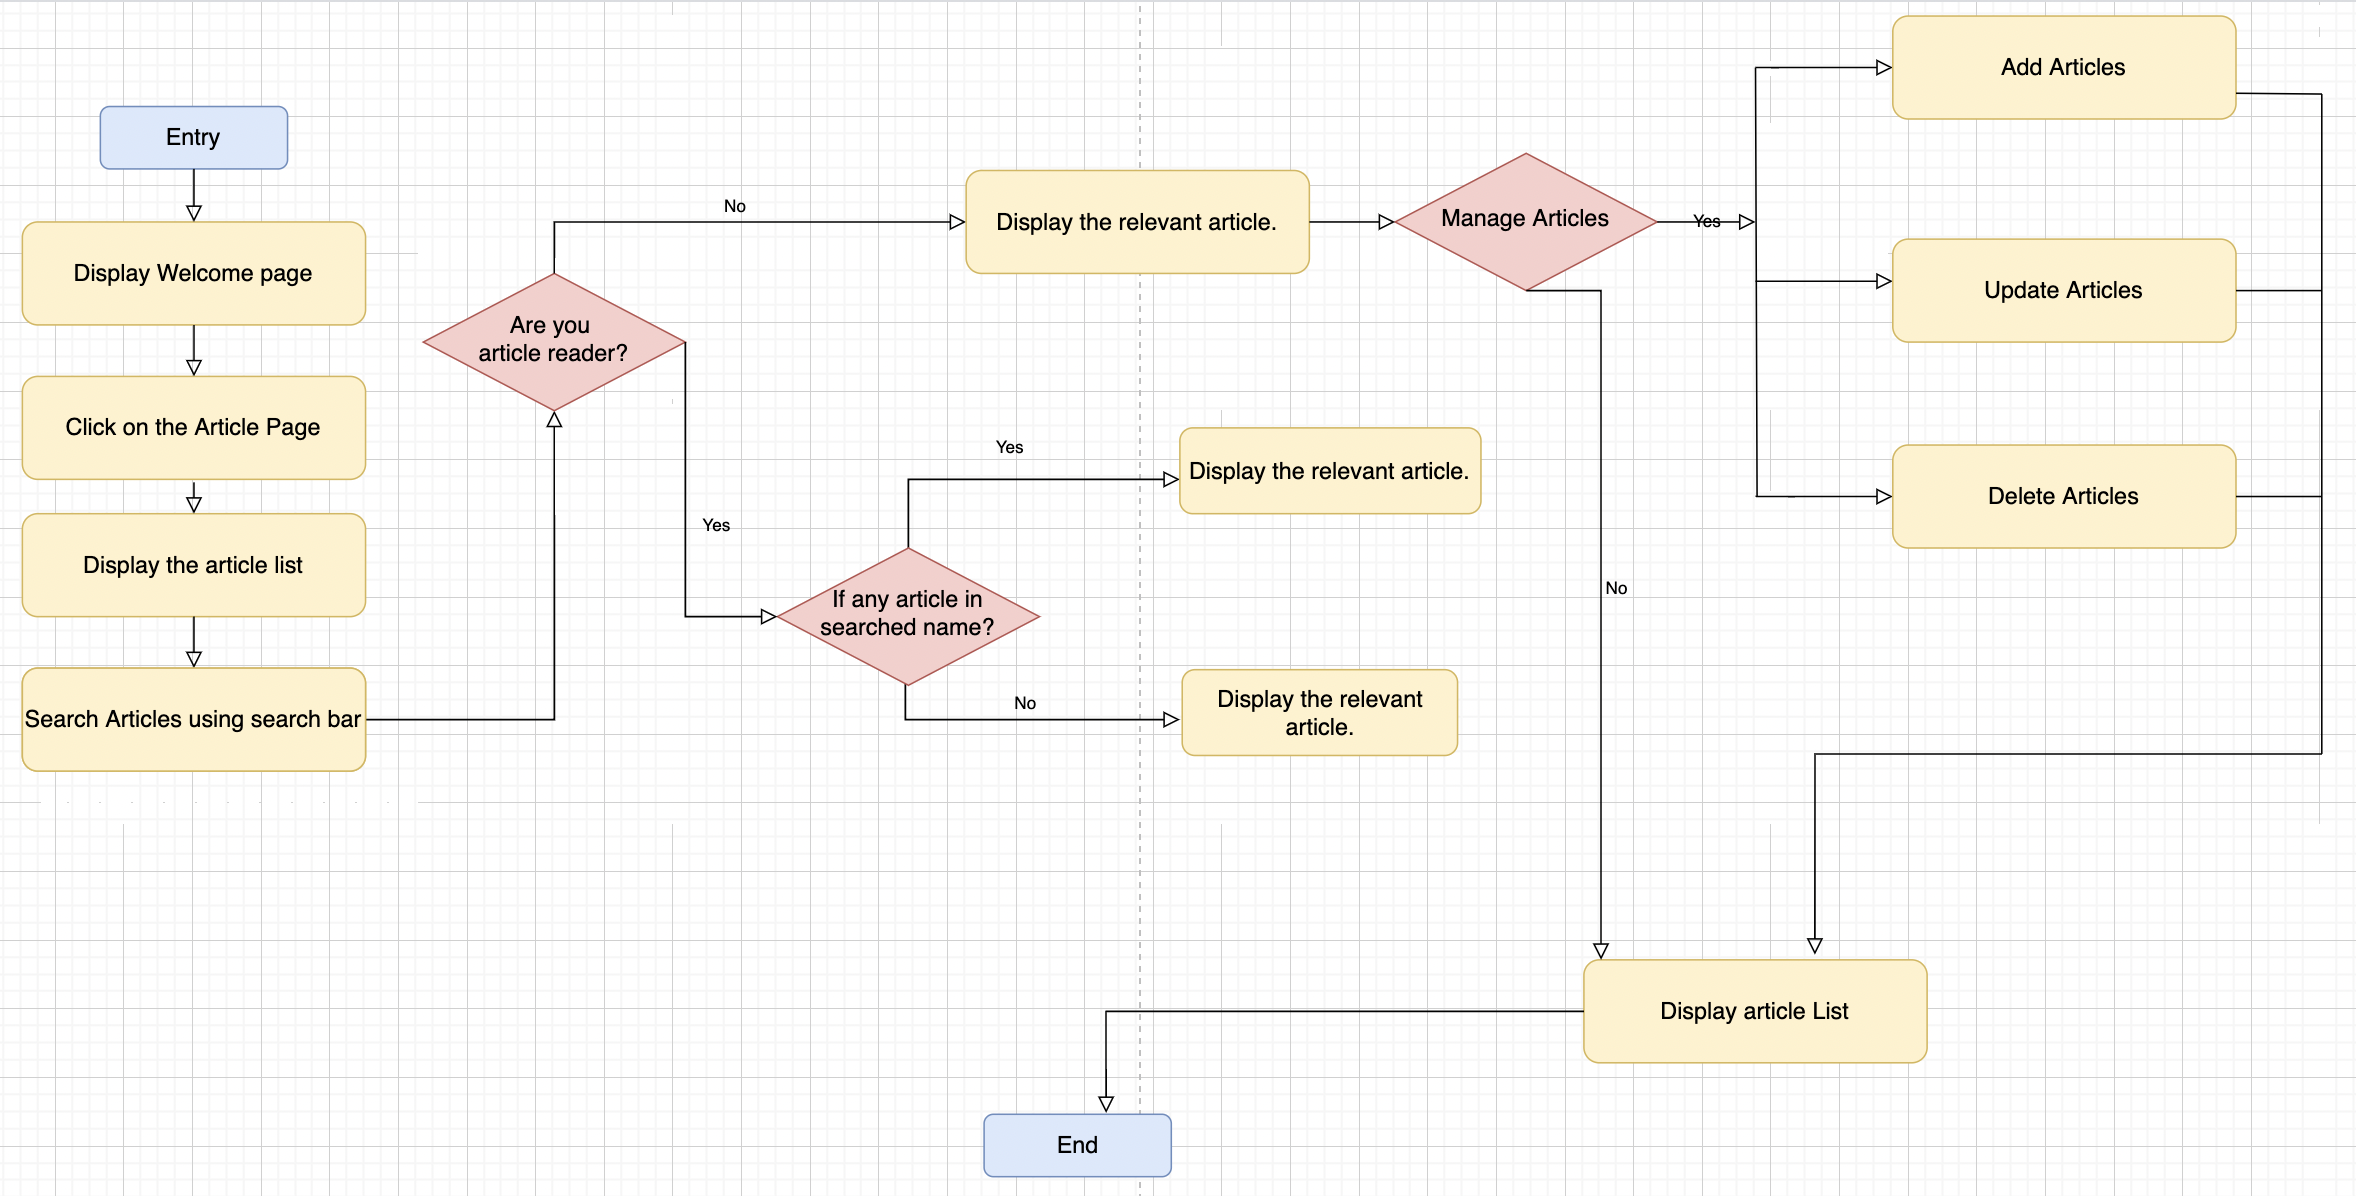 Entry
Display Welcome page
Click on the Article Page
Display the article list
Search Articles using search bar
Are you
article reader?
No
Yes
Display the relevant article.
Manage Articles
Yes
No
Add Articles
Update Articles
Delete Articles
If any article in
searched name?
Yes
Display the relevant article.
No
Display the relevant
article.
Display article List
End